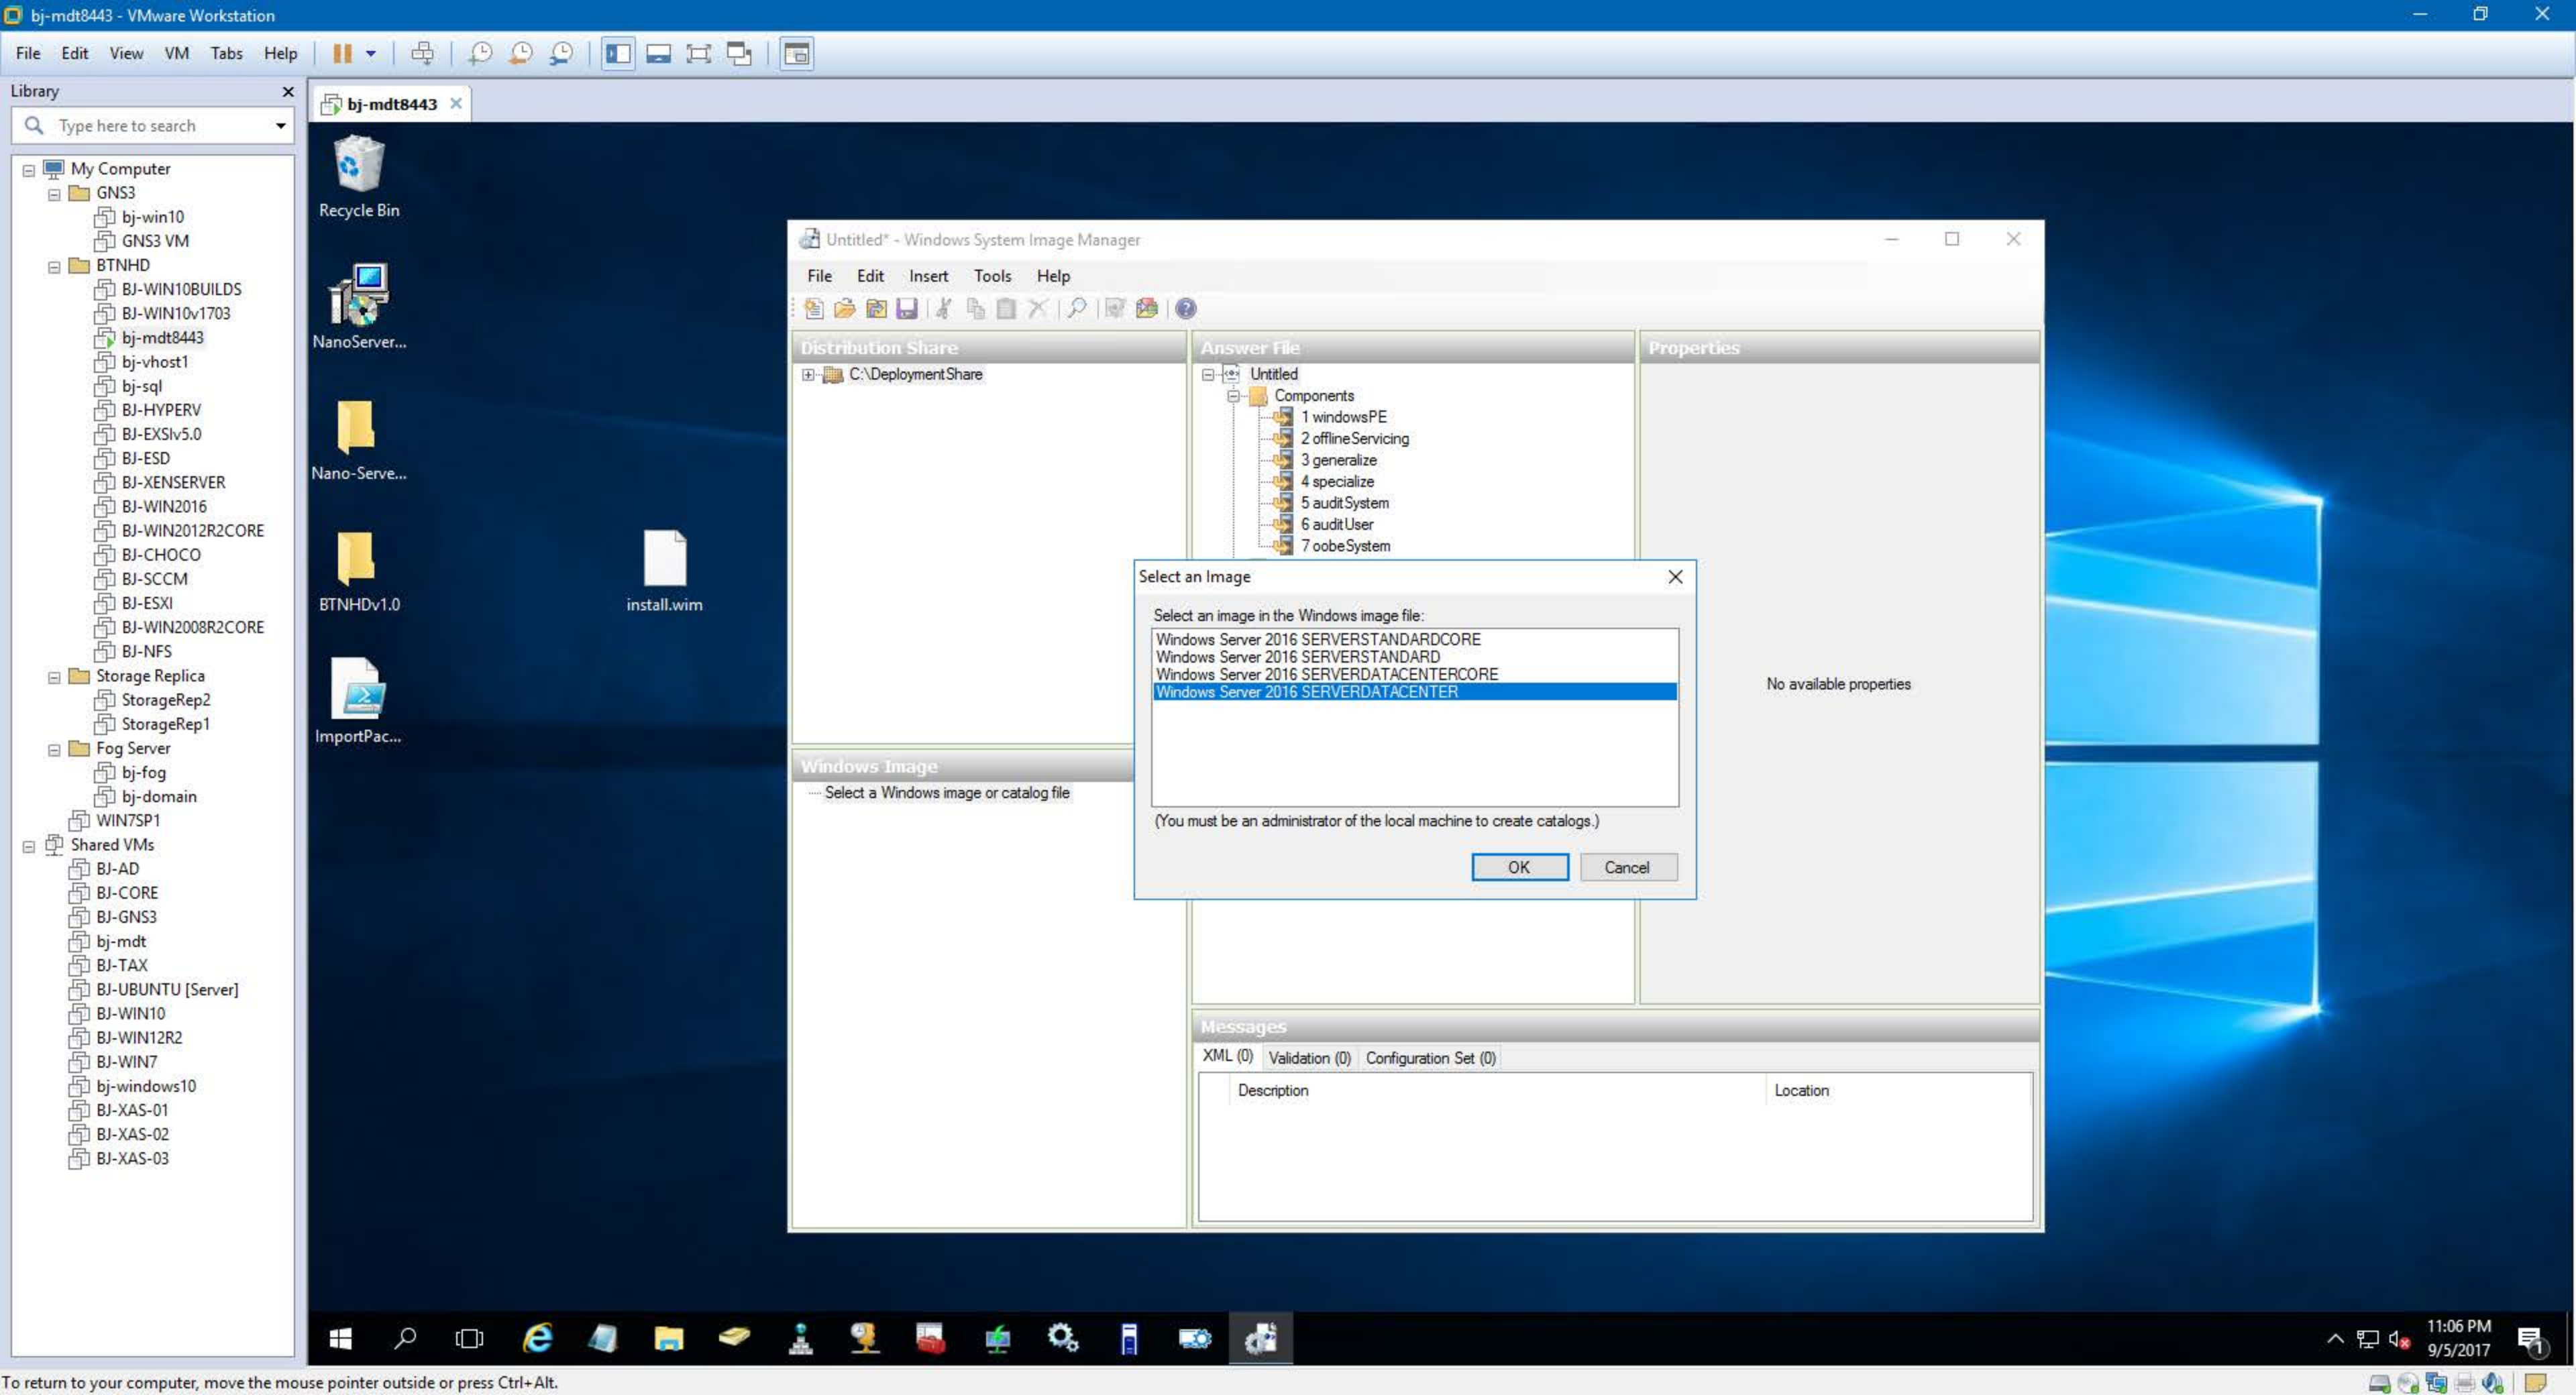 bj-mdt8443 - VMware Workstation
File Edit View VM Tabs Help
Library
Type here to search
My Computer
GNS3
bj-win10
GNS3 VM
BTNHD
BJ-WIN10BUILDS
BJ-WIN10v1703
bj-mdt8443
bj-vhost1
bj-sql
BJ-HYPERV
BJ-EXSIv5.0
BJ-ESD
BJ-XENSERVER
BJ-WIN2016
BJ-WIN2012R2CORE
BJ-CHOCO
BJ-SCCM
BJ-ESXI
BJ-WIN2008R2CORE
BJ-NFS
Storage Replica
StorageRep2
StorageRep1
Fog Server
bj-fog
bj-domain
WIN7SP1
Shared VMs
BJ-AD
BJ-CORE
BJ-GNS3
bj-mdt
BJ-TAX
BJ-UBUNTU [Server]
BJ-WIN10
BJ-WIN12R2
BJ-WIN7
bj-windows10
BJ-XAS-01
BJ-XAS-02
BJ-XAS-03
bj-mdt8443
Recycle Bin
NanoServer...
Nano-Serve...
BTNHDv1.0
install.wim
ImportPac...
Untitled* - Windows System Image Manager
File Edit Insert Tools Help
Distribution Share
C:\DeploymentShare
Windows Image
Select a Windows image or catalog file
Answer File
Untitled
Components
1 windowsPE
2 offlineServicing
3 generalize
4 specialize
5 auditSystem
6 auditUser
7 oobeSystem
Properties
No available properties
Select an Image
Select an image in the Windows image file:
Windows Server 2016 SERVERSTANDARDCORE
Windows Server 2016 SERVERSTANDARD
Windows Server 2016 SERVERDATACENTERCORE
Windows Server 2016 SERVERDATACENTER
(You must be an administrator of the local machine to create catalogs.)
OK Cancel
Messages
XML (0) Validation (0) Configuration Set (0)
Description Location
11:06 PM
9/5/2017
1
To return to your computer, move the mouse pointer outside or press Ctrl+Alt.